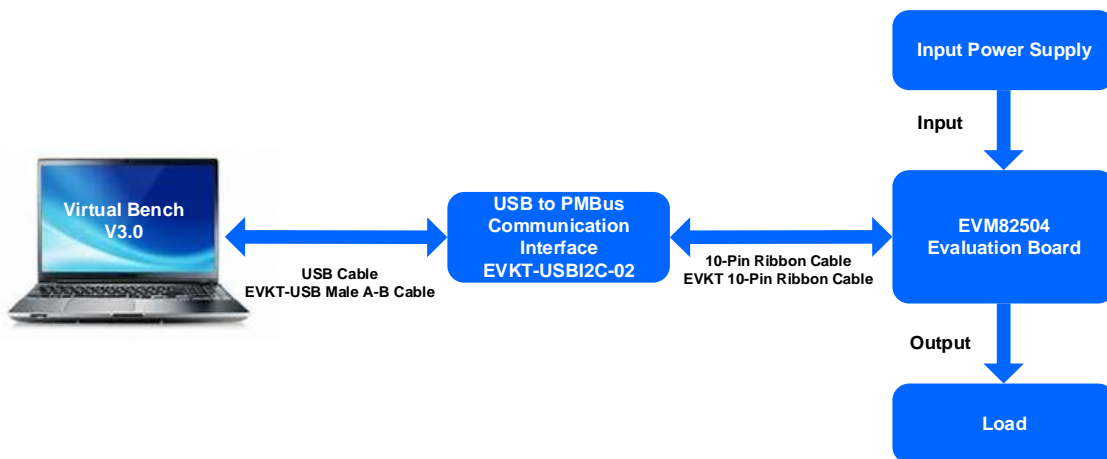 Input Power Supply
Input
Virtual Bench
V3.0
USB to PMBus
Communication
Interface
EVKT-USBI2C-02
EVM82504
Evaluation Board
USB Cable
EVKT-USB Male A-B Cable
10-Pin Ribbon Cable
EVKT 10-Pin Ribbon Cable
Output
Load